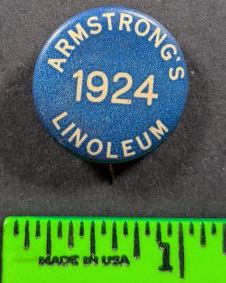 ARMSTRONG'S
1924
LINOLEUM
MADE IN USA
1